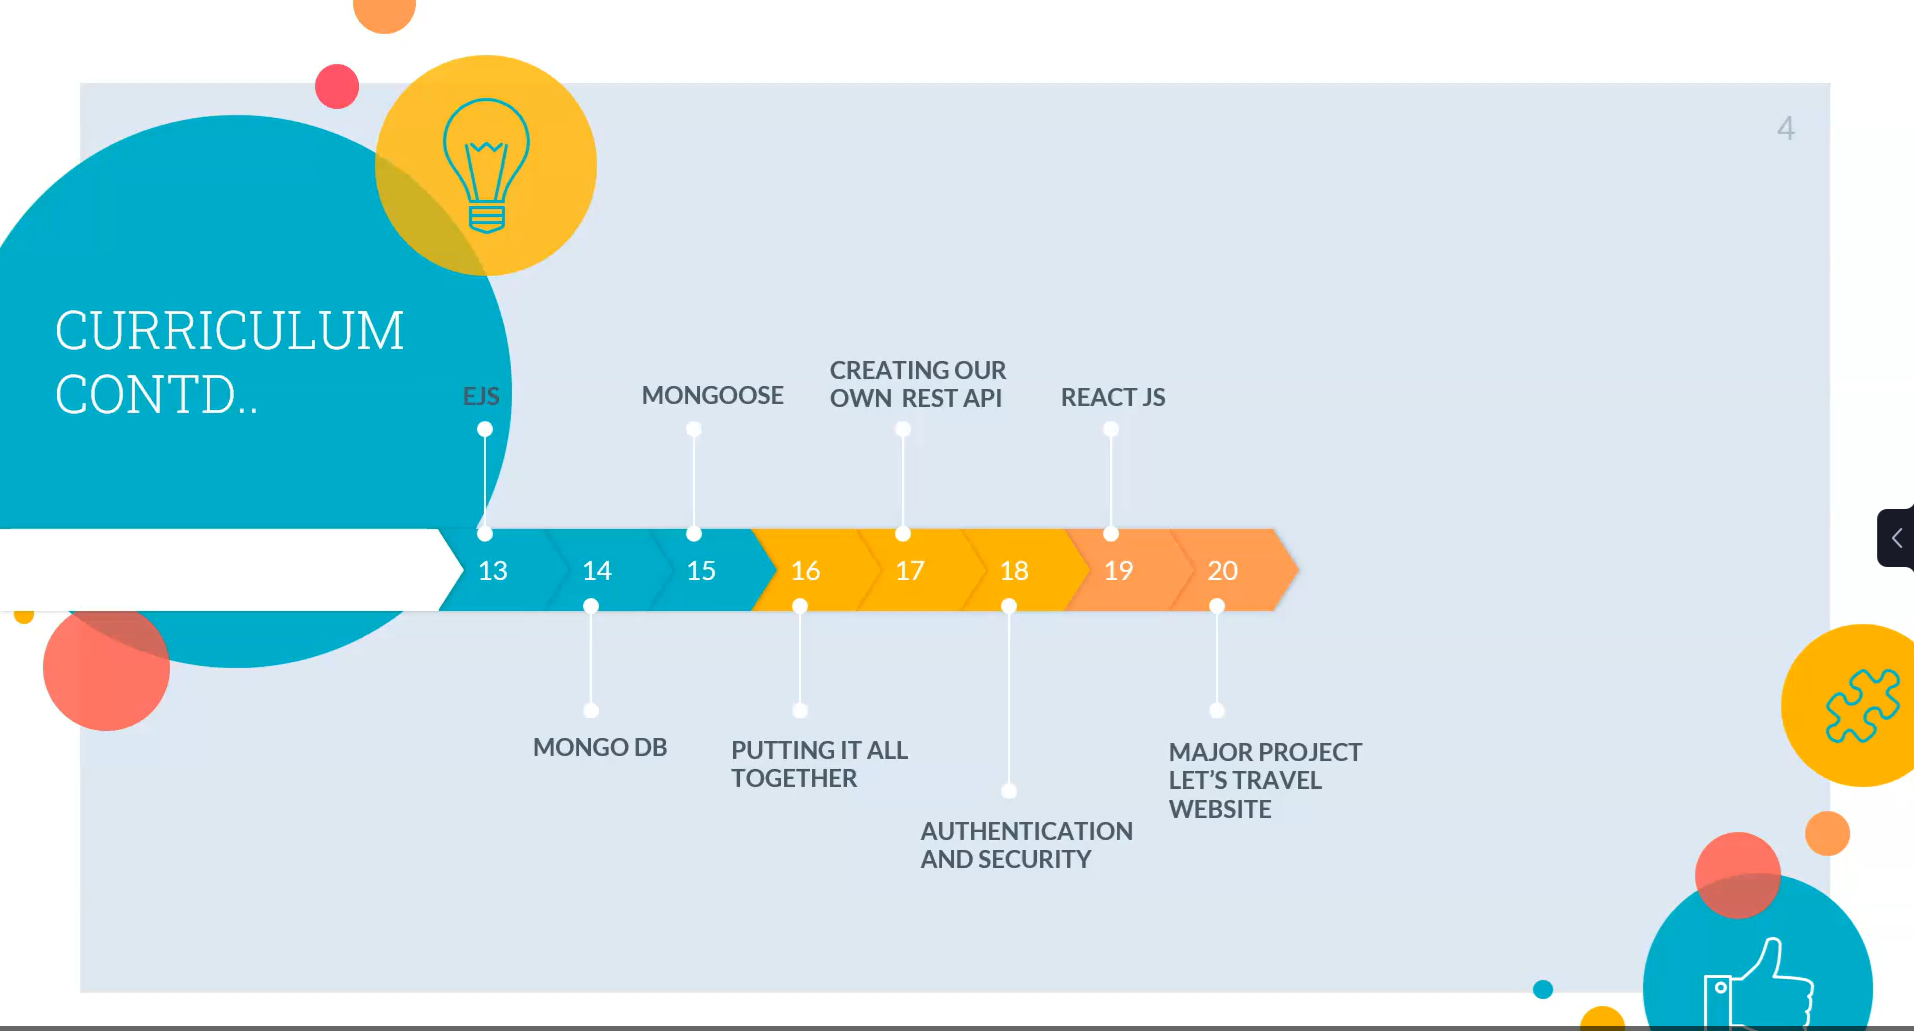 4
CURRICULUM
CONTD..
EJS
MONGOOSE
CREATING OUR
OWN REST API
REACT JS
13
14
15
16
17
18
19
20
MONGO DB
PUTTING IT ALL
TOGETHER
AUTHENTICATION
AND SECURITY
MAJOR PROJECT
LET’S TRAVEL
WEBSITE